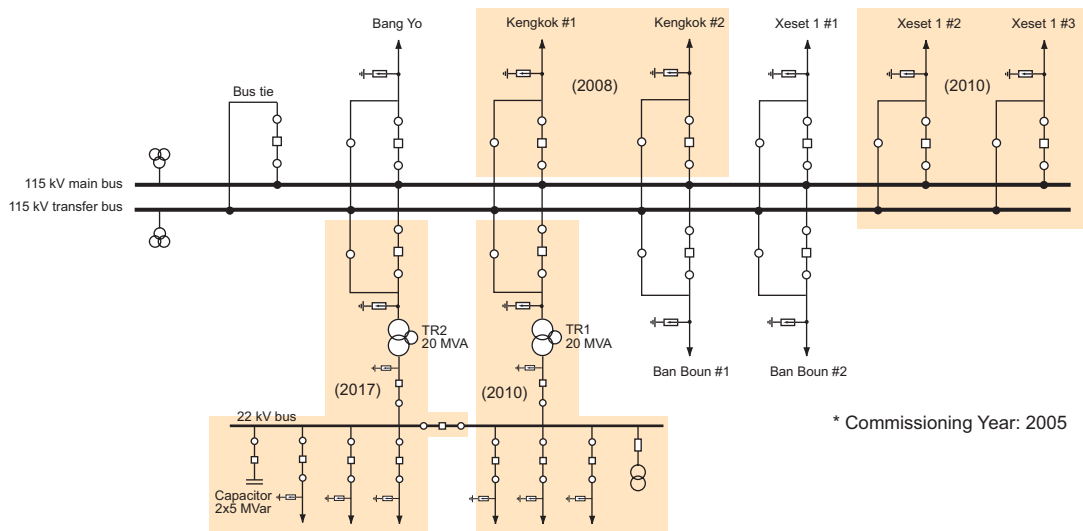 Bang Yo
Kengkok #1
Kengkok #2
Xeset 1 #1
Xeset 1 #2
Xeset 1 #3
(2008)
(2010)
Bus tie
115 kV main bus
115 kV transfer bus
TR2
20 MVA
TR1
20 MVA
Ban Boun #1
Ban Boun #2
(2017)
(2010)
22 kV bus
* Commissioning Year: 2005
Capacitor
2x5 MVar